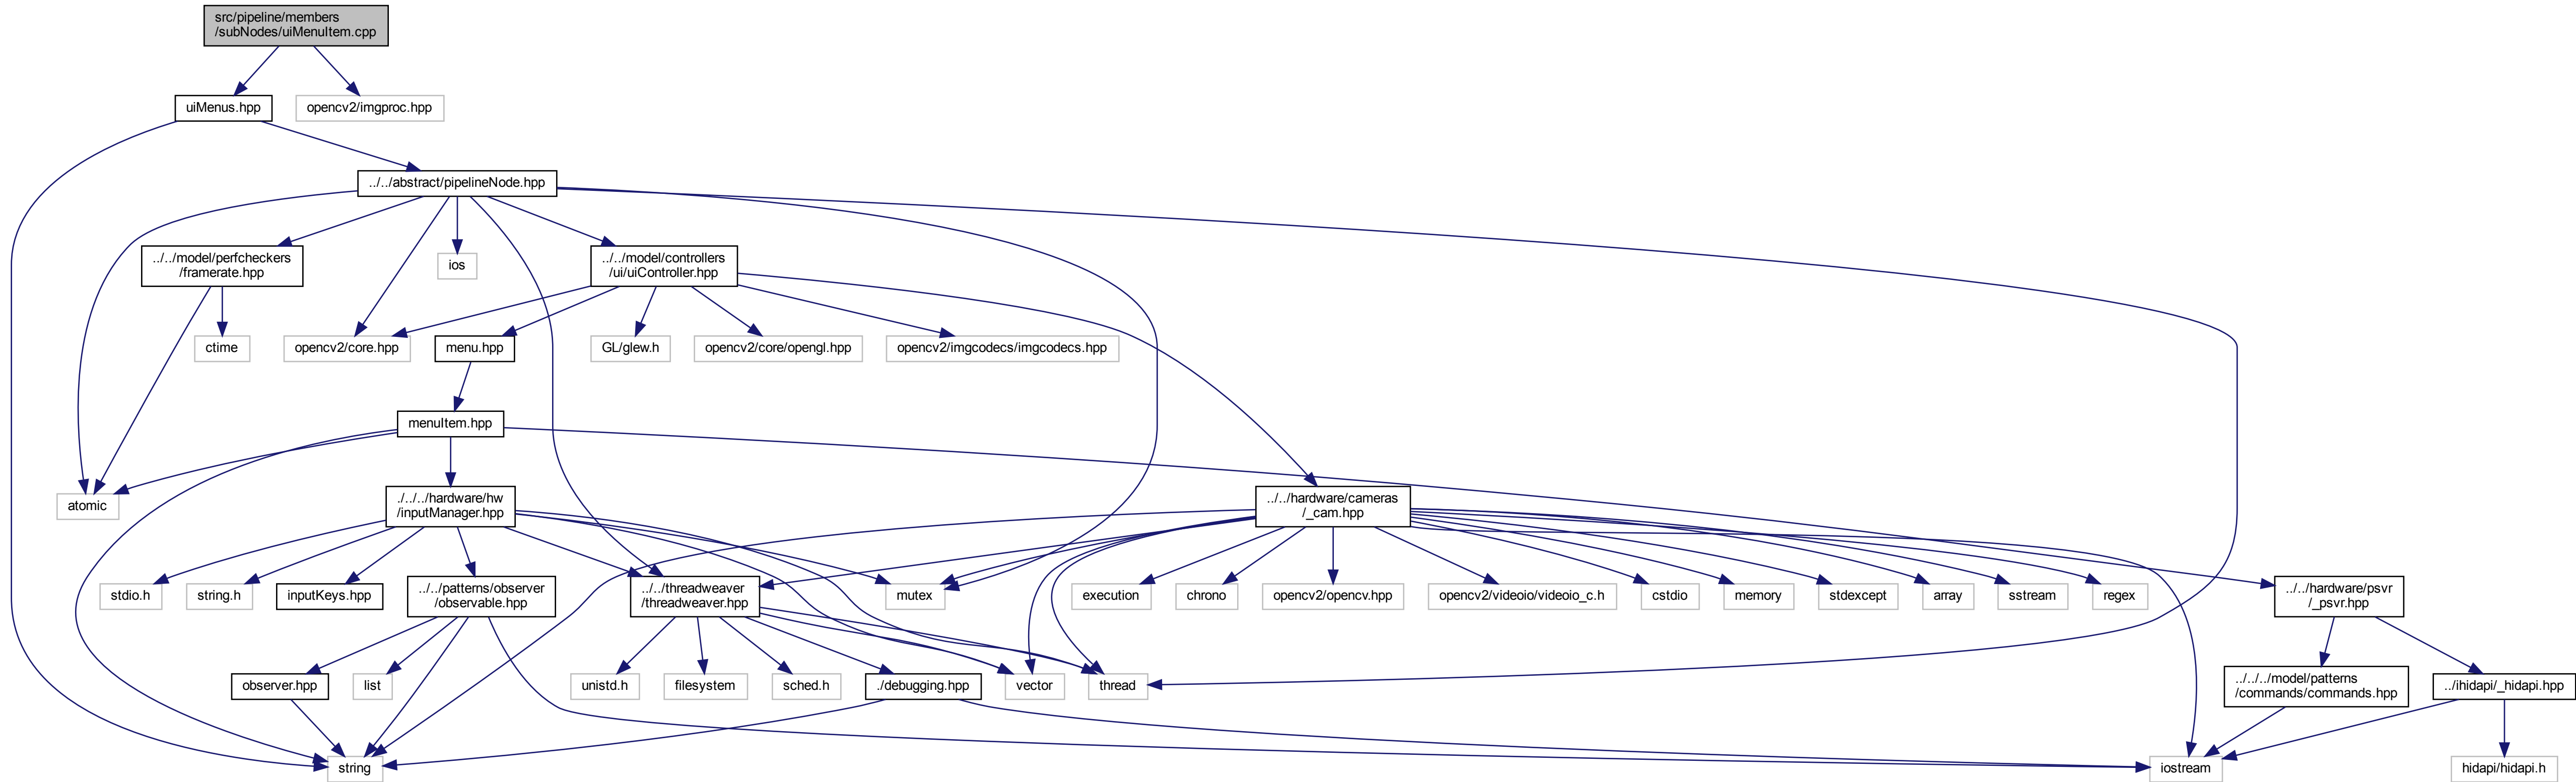 src/pipeline/members
/subNodes/uiMenuItem.cpp
uiMenus.hpp
opencv2/imgproc.hpp
../../abstract/pipelineNode.hpp
../../model/perfcheckers
/framerate.hpp
ios
../../model/controllers
/ui/uiController.hpp
ctime
opencv2/core.hpp
menu.hpp
GL/glew.h
opencv2/core/opengl.hpp
opencv2/imgcodecs/imgcodecs.hpp
menuItem.hpp
atomic
./../../hardware/hw
/inputManager.hpp
../../hardware/cameras
/_cam.hpp
stdio.h
string.h
inputKeys.hpp
../../patterns/observer
/observable.hpp
../../threadweaver
/threadweaver.hpp
mutex
execution
chrono
opencv2/opencv.hpp
opencv2/videoio/videoio_c.h
cstdio
memory
stdexcept
array
sstream
regex
../../hardware/psvr
/_psvr.hpp
observer.hpp
list
unistd.h
filesystem
sched.h
./debugging.hpp
vector
thread
../../../model/patterns
/commands/commands.hpp
../ihidapi/_hidapi.hpp
string
iostream
hidapi/hidapi.h